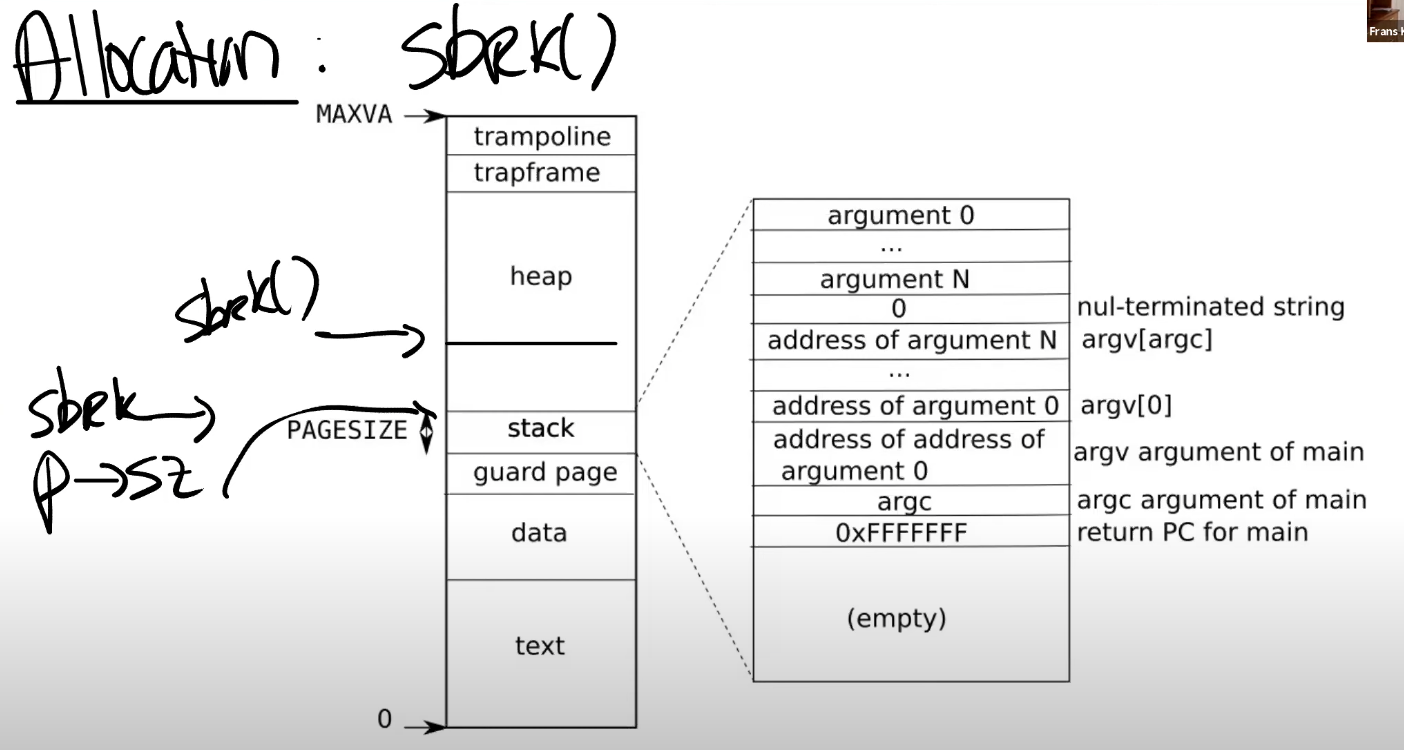 Allocation: sbrk()
Frans K
MAXVA
trampoline
trapframe
heap
sbrk()
sbrk
p→sz
PAGESIZE
stack
guard page
data
text
0
argument 0
...
argument N
0 nul-terminated string
address of argument N argv[argc]
...
address of argument 0 argv[0]
address of address of
argument 0 argv argument of main
argc argc argument of main
0xFFFFFFF return PC for main
(empty)